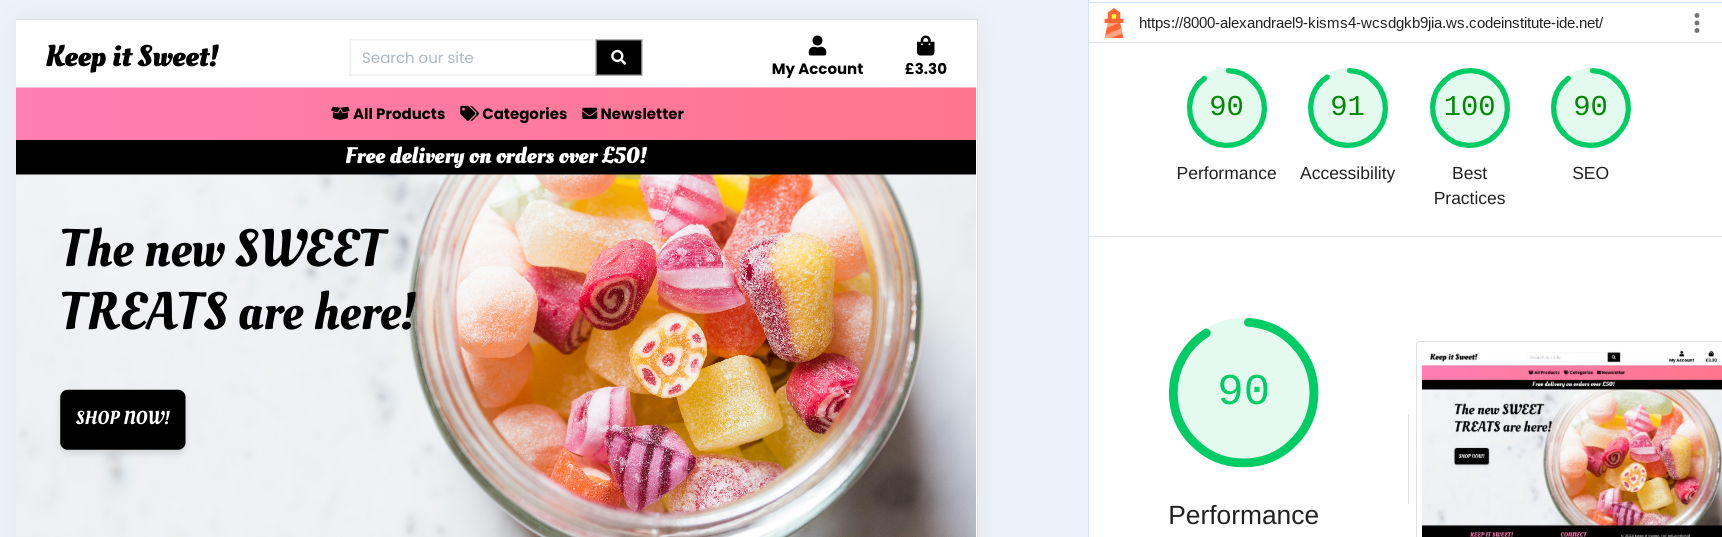 Keep it Sweet!
Search our site
My Account
£3.30
All Products
Categories
Newsletter
Free delivery on orders over £50!
The new SWEET
TREATS are here!
SHOP NOW!
https://8000-alexandrael9-kisms4-wcsdgkb9jia.ws.codeinstitute-ide.net/
90
91
100
90
Performance
Accessibility
Best
Practices
SEO
90
Performance
Keep it Sweet!
Search our site
My Account
£3.30
All Products
Categories
Newsletter
Free delivery on orders over £50!
The new SWEET
TREATS are here!
SHOP NOW!
KEEP IT SWEET!
CONNECT